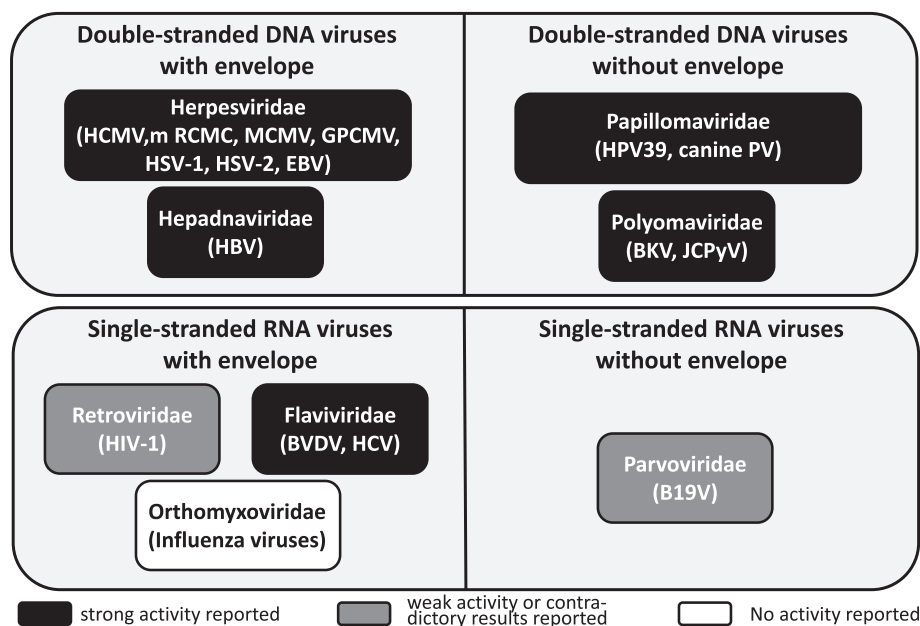 Double-stranded DNA viruses
with envelope
Herpesviridae
(HCMV,m RCMC, MCMV, GPCMV,
HSV-1, HSV-2, EBV)
Hepadnaviridae
(HBV)
Double-stranded DNA viruses
without envelope
Papillomaviridae
(HPV39, canine PV)
Polyomaviridae
(BKV, JCPyV)
Single-stranded RNA viruses
with envelope
Retroviridae
(HIV-1)
Flaviviridae
(BVDV, HCV)
Orthomyxoviridae
(Influenza viruses)
Single-stranded RNA viruses
without envelope
Parvoviridae
(B19V)
strong activity reported
weak activity or contra-
dictory results reported
No activity reported